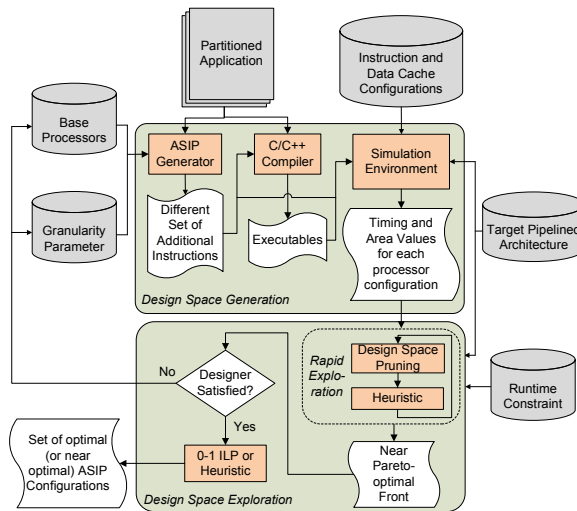 Partitioned
Application
Instruction and
Data Cache
Configurations
Base
Processors
ASIP
Generator
C/C++
Compiler
Simulation
Environment
Granularity
Parameter
Different
Set of
Additional
Instructions
Executables
Timing and
Area Values
for each
processor
configuration
Target Pipelined
Architecture
Design Space Generation
No
Designer
Satisfied?
Rapid
Explo-
ration
Design Space
Pruning
Heuristic
Runtime
Constraint
Yes
Set of optimal
(or near
optimal) ASIP
Configurations
0-1 ILP or
Heuristic
Near
Pareto-
optimal
Front
Design Space Exploration